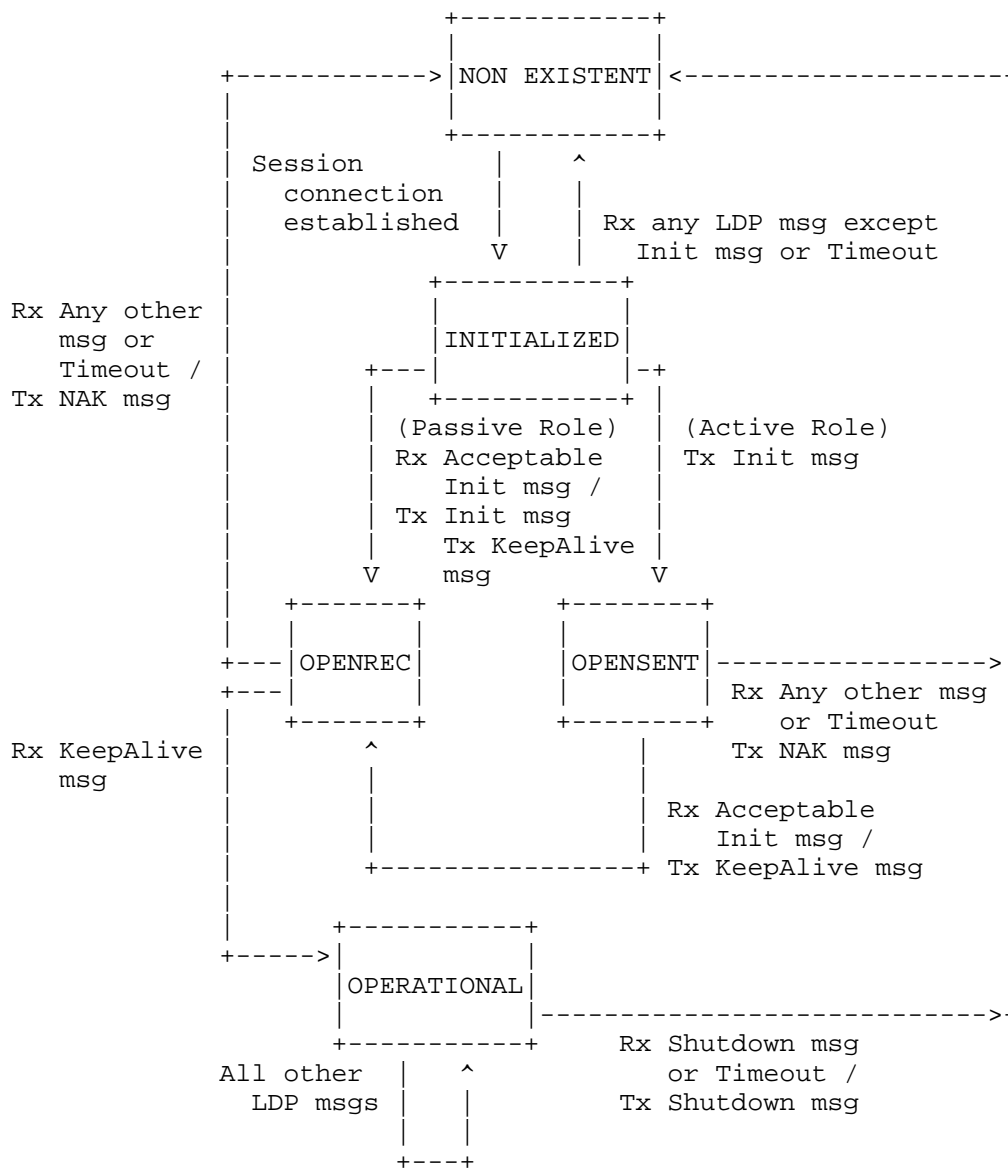 NON EXISTENT
Session
connection
established
Rx any LDP msg except
Init msg or Timeout
Rx Any other
msg or
Timeout /
Tx NAK msg
INITIALIZED
(Passive Role)
Rx Acceptable
Init msg /
Tx Init msg
Tx KeepAlive
msg
(Active Role)
Tx Init msg
OPENREC
OPENSENT
Rx Any other msg
or Timeout
Tx NAK msg
Rx KeepAlive
msg
Rx Acceptable
Init msg /
Tx KeepAlive msg
OPERATIONAL
Rx Shutdown msg
or Timeout /
Tx Shutdown msg
All other
LDP msgs